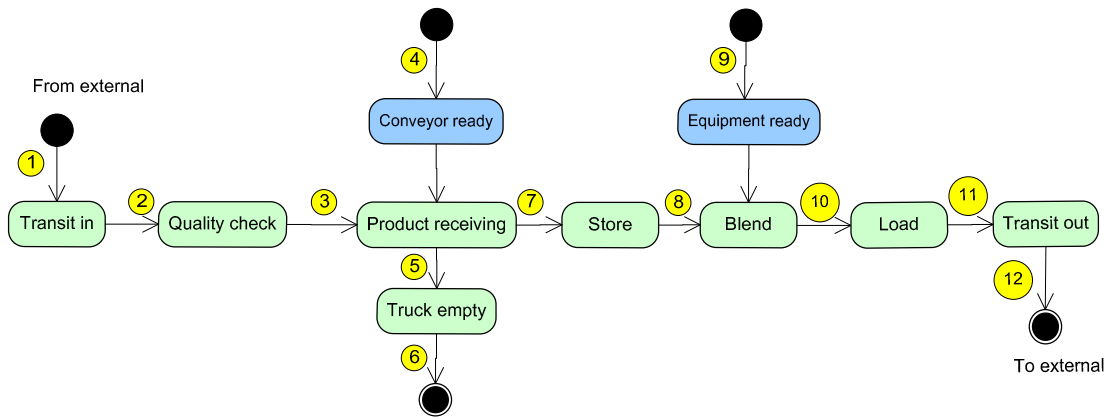 4
9
From external
Conveyor ready
Equipment ready
1
2
3
7
8
10
11
Transit in
Quality check
Product receiving
Store
Blend
Load
Transit out
5
12
Truck empty
6
To external